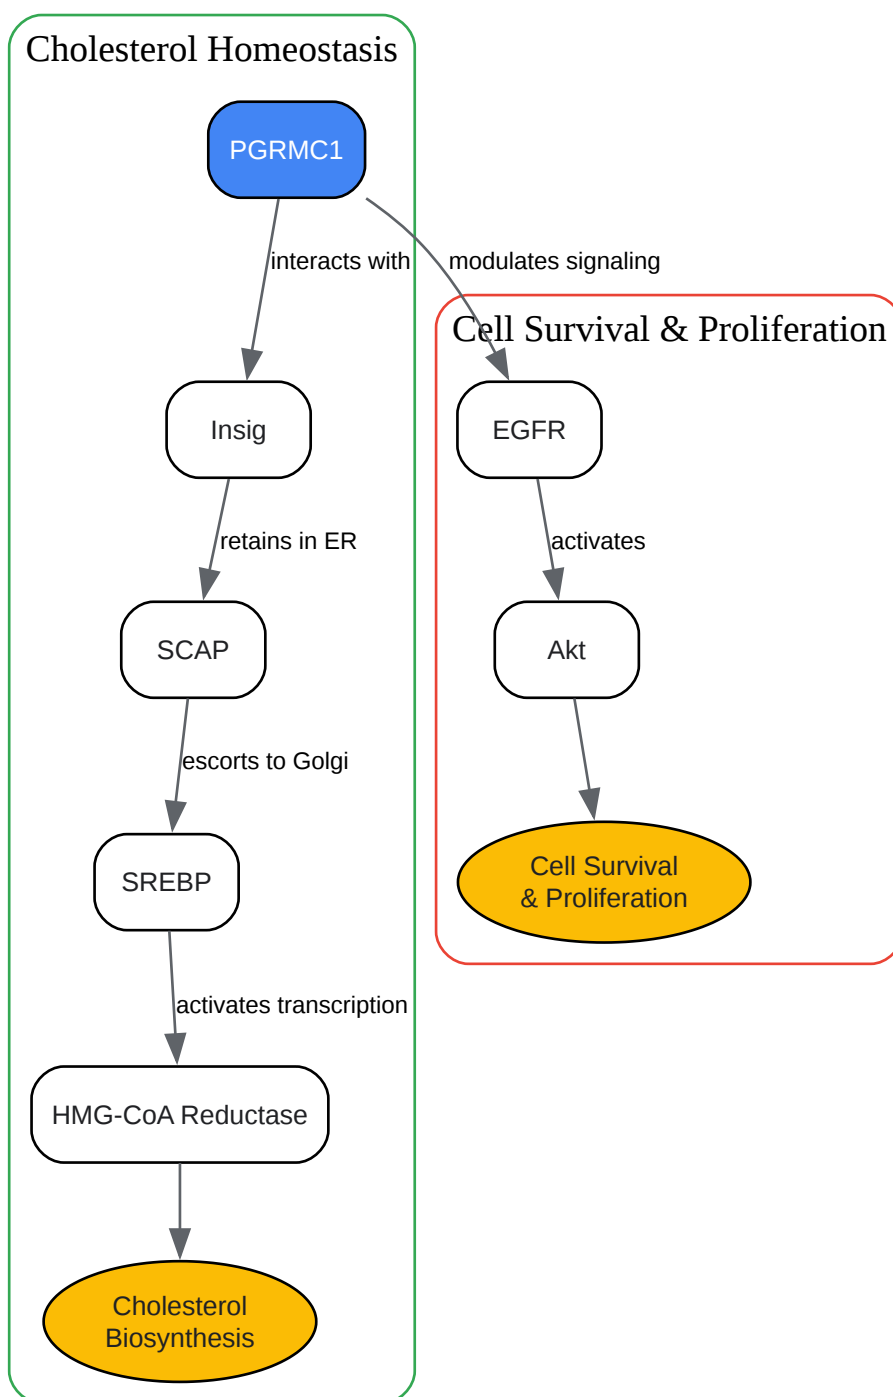 Cholesterol Homeostasis
PGRMC1
interacts with
modulates signaling
Cell Survival & Proliferation
Insig
EGFR
retains in ER
activates
SCAP
Akt
escorts to Golgi
SREBP
Cell Survival
& Proliferation
activates transcription
HMG-CoA Reductase
Cholesterol
Biosynthesis